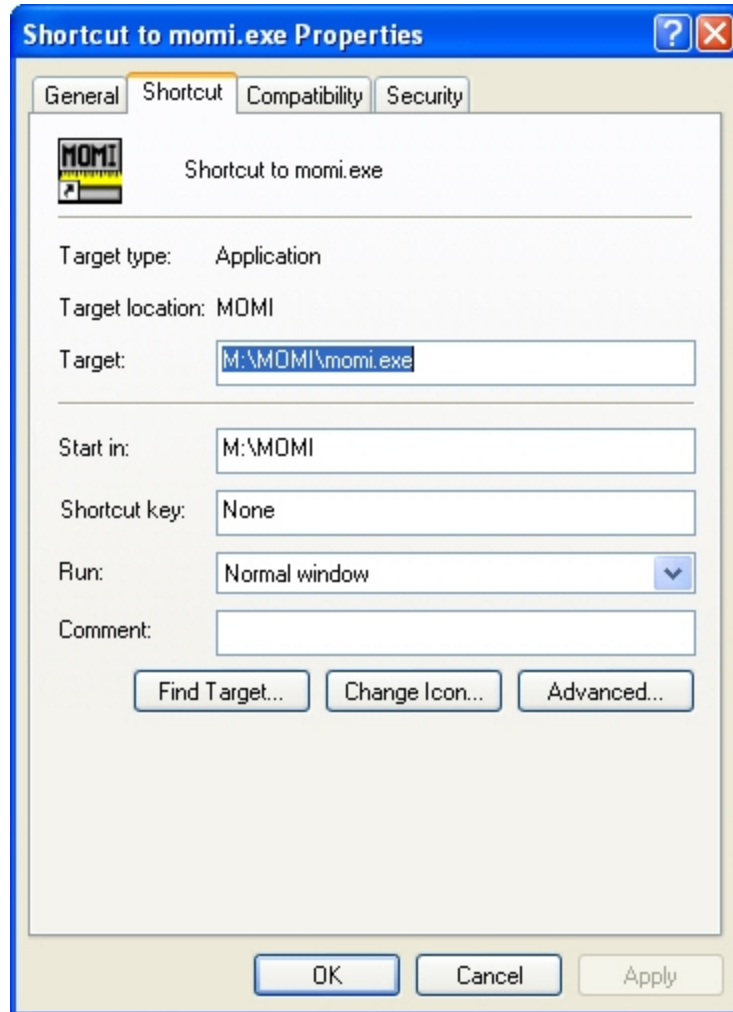 Shortcut to momi.exe Properties
General Shortcut Compatibility Security
MOMI
Shortcut to momi.exe
Target type: Application
Target location: MOMI
Target: M:\MOMI\momi.exe
Start in: M:\MOMI
Shortcut key: None
Run: Normal window
Comment:
Find Target... Change Icon... Advanced...
OK Cancel Apply